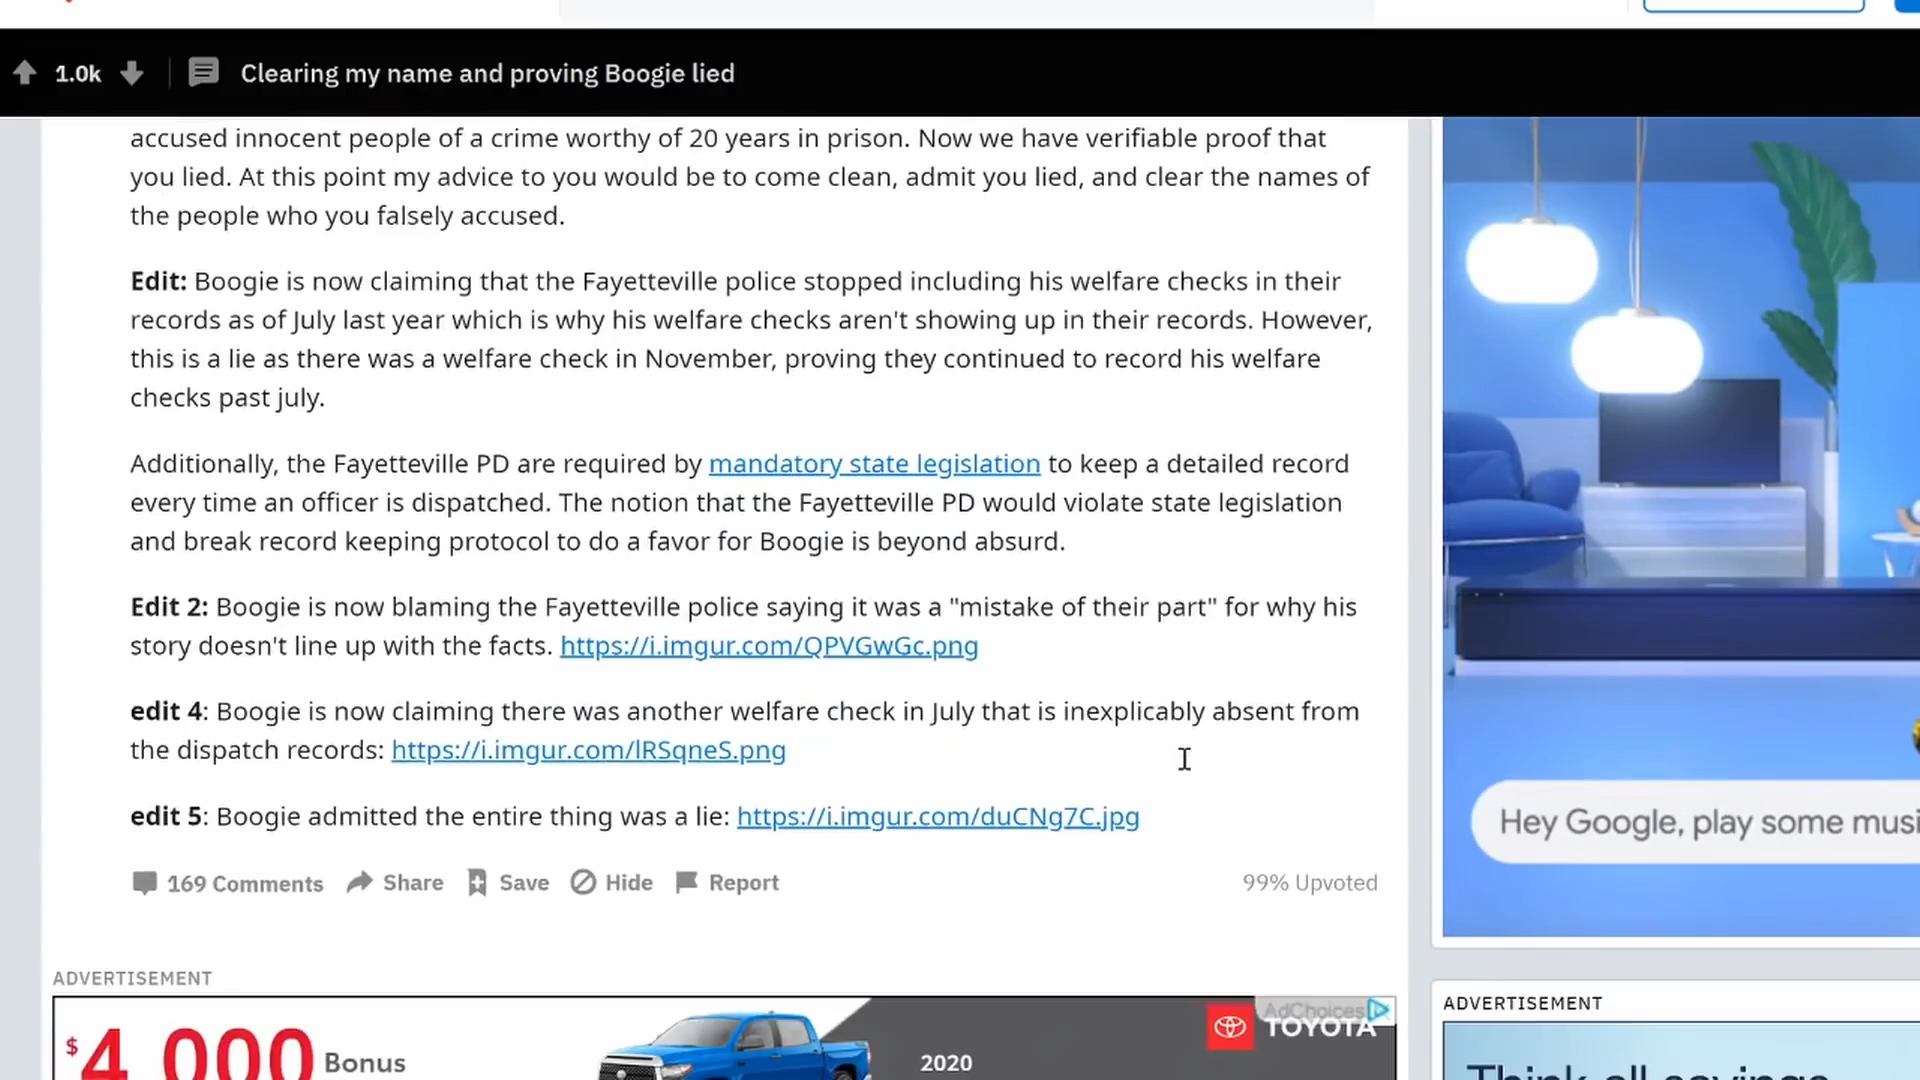 1.0k
Clearing my name and proving Boogie lied
accused innocent people of a crime worthy of 20 years in prison. Now we have verifiable proof that
you lied. At this point my advice to you would be to come clean, admit you lied, and clear the names of
the people who you falsely accused.
Edit: Boogie is now claiming that the Fayetteville police stopped including his welfare checks in their
records as of July last year which is why his welfare checks aren't showing up in their records. However,
this is a lie as there was a welfare check in November, proving they continued to record his welfare
checks past july.
Additionally, the Fayetteville PD are required by mandatory state legislation to keep a detailed record
every time an officer is dispatched. The notion that the Fayetteville PD would violate state legislation
and break record keeping protocol to do a favor for Boogie is beyond absurd.
Edit 2: Boogie is now blaming the Fayetteville police saying it was a "mistake of their part" for why his
story doesn't line up with the facts. https://i.imgur.com/QPVGwGc.png
edit 4: Boogie is now claiming there was another welfare check in July that is inexplicably absent from
the dispatch records: https://i.imgur.com/lRSqneS.png
edit 5: Boogie admitted the entire thing was a lie: https://i.imgur.com/duCNg7C.jpg
169 Comments Share Save Hide Report 99% Upvoted
Hey Google, play some musi
ADVERTISEMENT
$4,000 Bonus
2020
AdChoices
TOYOTA
ADVERTISEMENT
Think all savings